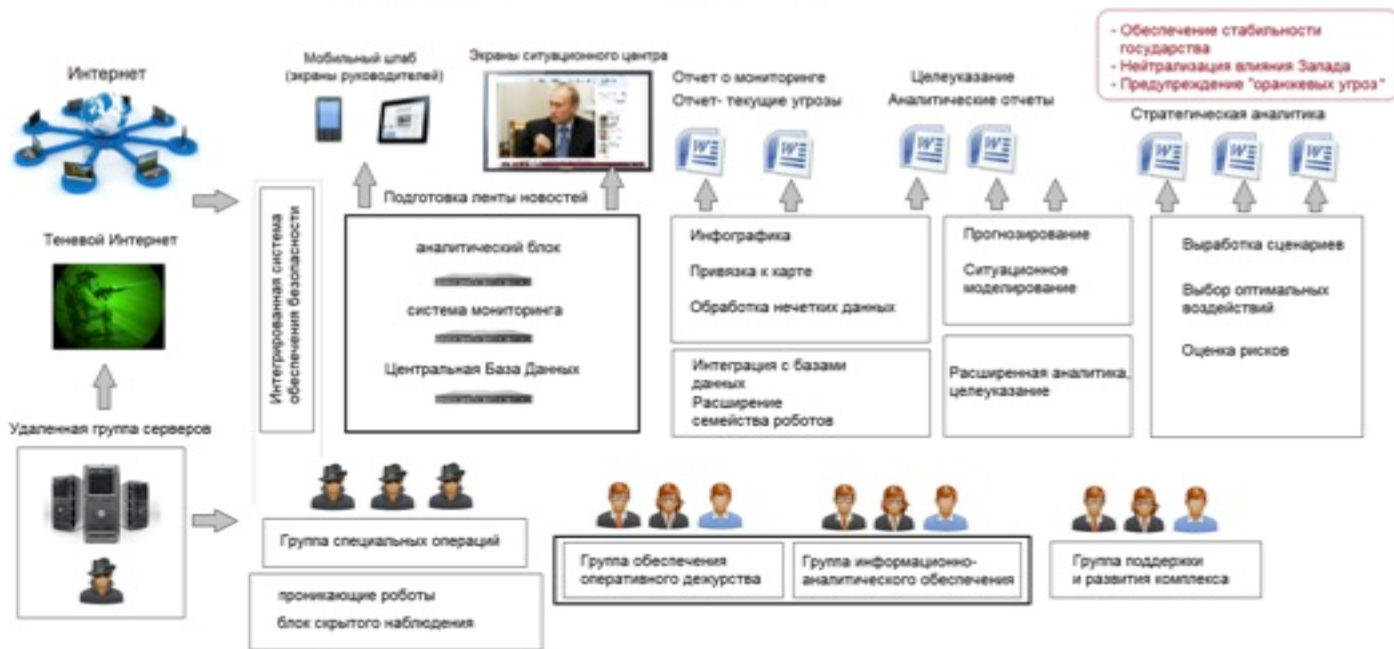 - Обеспечение стабильности
государства
- Нейтрализация влияния Запада
- Предупреждение "оранжевых угроз"
Интернет
Мобильный штаб
(экраны руководителей)
Экраны ситуационного центра
Отчет о мониторинге
Отчет- текущие угрозы
Целеуказание
Аналитические отчеты
Стратегическая аналитика
Теневой Интернет
Удаленная группа серверов
Интегрированная система
обеспечения безопасности
Подготовка ленты новостей
аналитический блок
система мониторинга
Центральная База Данных
Инфографика
Привязка к карте
Обработка нечетких данных
Интеграция с базами
данных
Расширение
семейства роботов
Прогнозирование
Ситуационное
моделирование
Расширенная аналитика,
целеуказание
Выработка сценариев
Выбор оптимальных
воздействий
Оценка рисков
Группа специальных операций
проникающие роботы
блок скрытого наблюдения
Группа обеспечения
оперативного дежурства
Группа информационно-
аналитического обеспечения
Группа поддержки
и развития комплекса